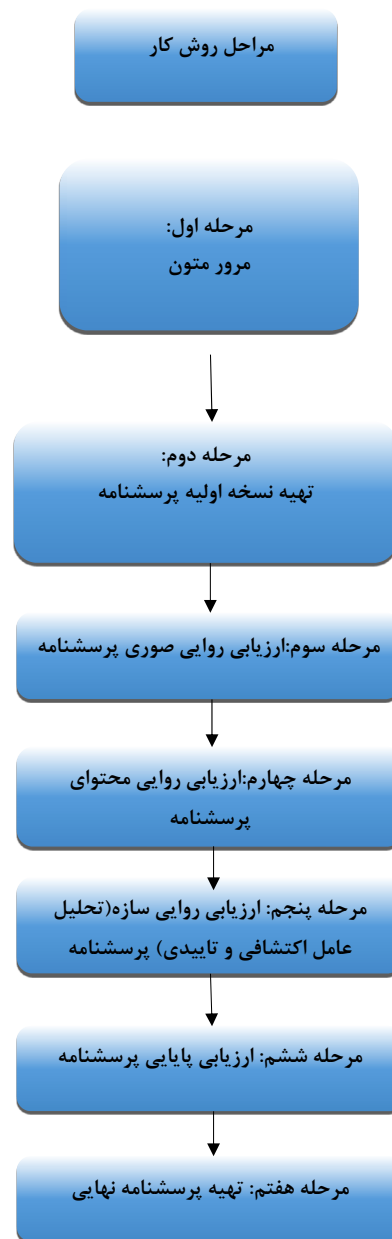 مراحل روش کار
مرحله اول:
مرور متون
مرحله دوم:
تهیه نسخه اولیه پرسشنامه
مرحله سوم:ارزیابی روایی صوری پرسشنامه
مرحله چهارم:ارزیابی روایی محتوای
پرسشنامه
مرحله پنجم: ارزیابی روایی سازه(تحلیل
عامل اکتشافی و تاییدی) پرسشنامه
مرحله ششم: ارزیابی پایایی پرسشنامه
مرحله هفتم: تهیه پرسشنامه نهایی